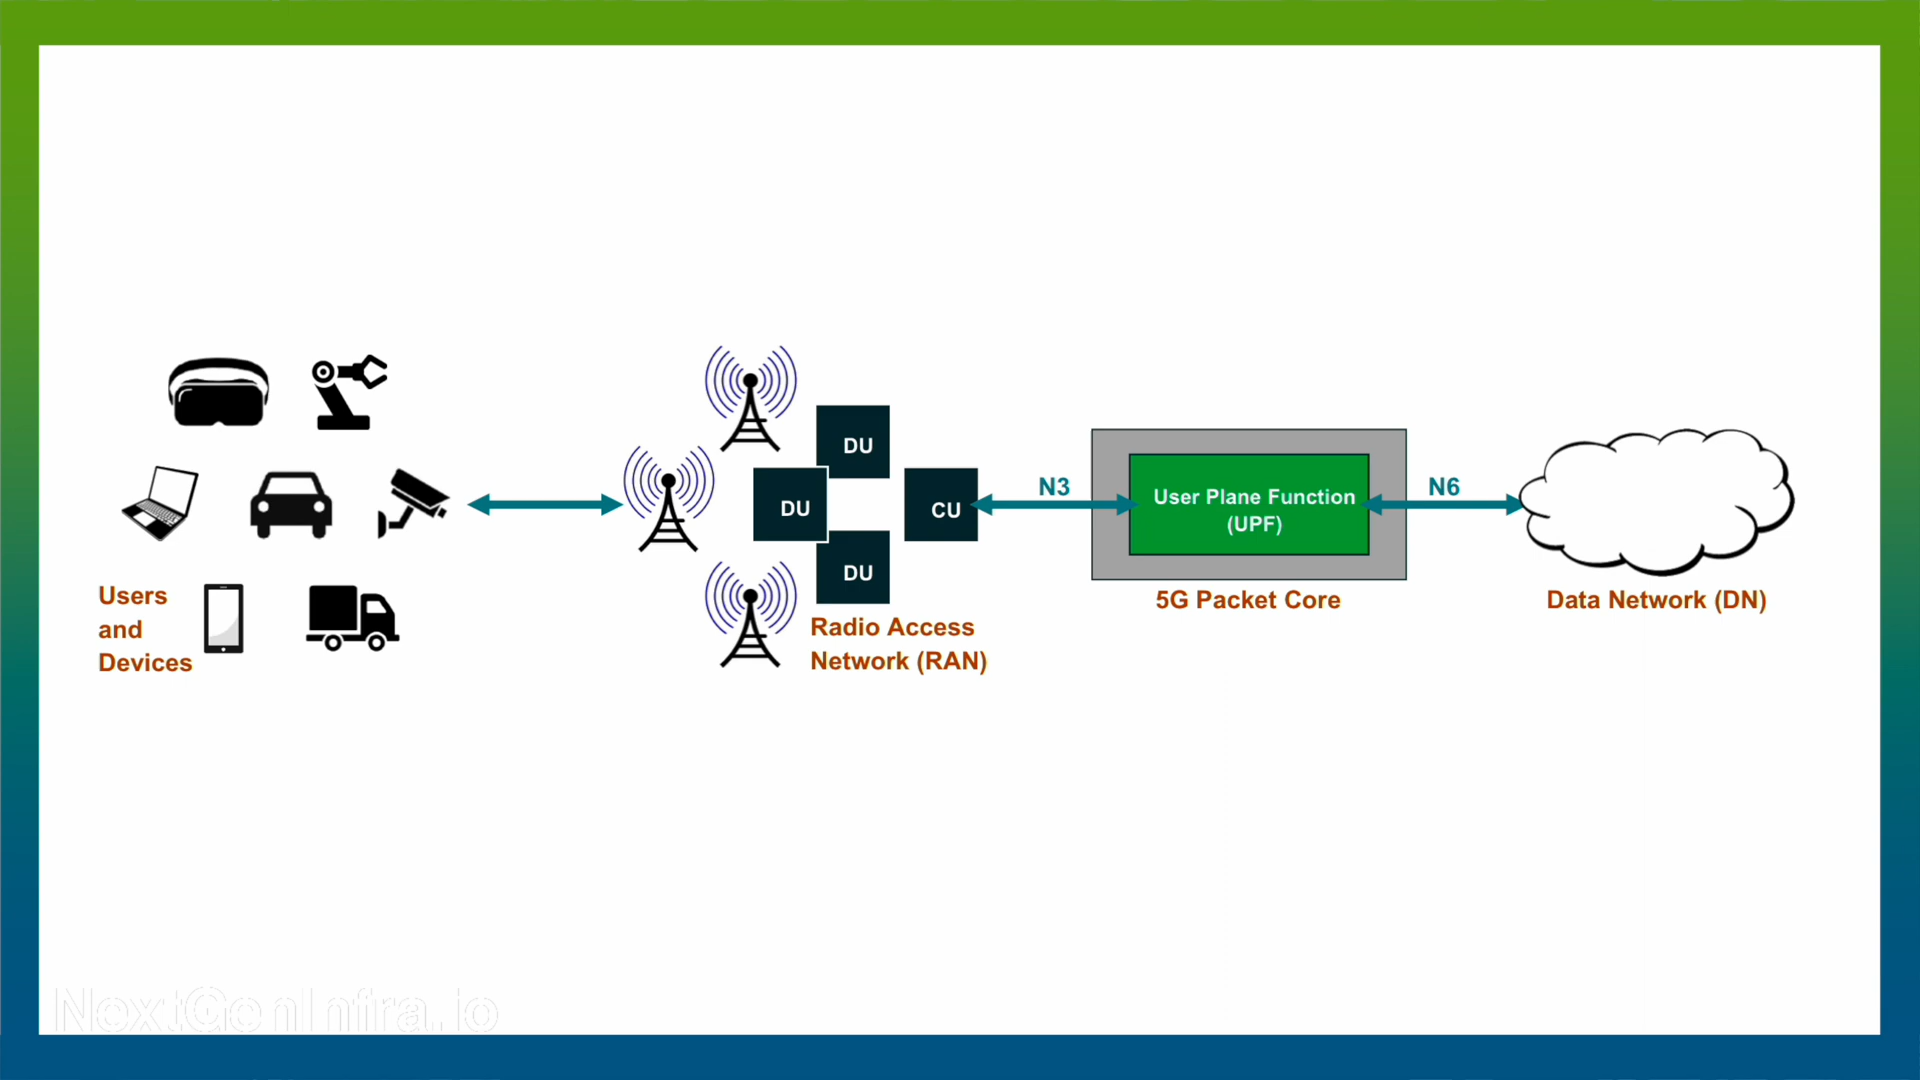 DU
DU
DU
CU
N3
User Plane Function
(UPF)
N6
Users
and
Devices
Radio Access
Network (RAN)
5G Packet Core
Data Network (DN)
NextGenInfra.io